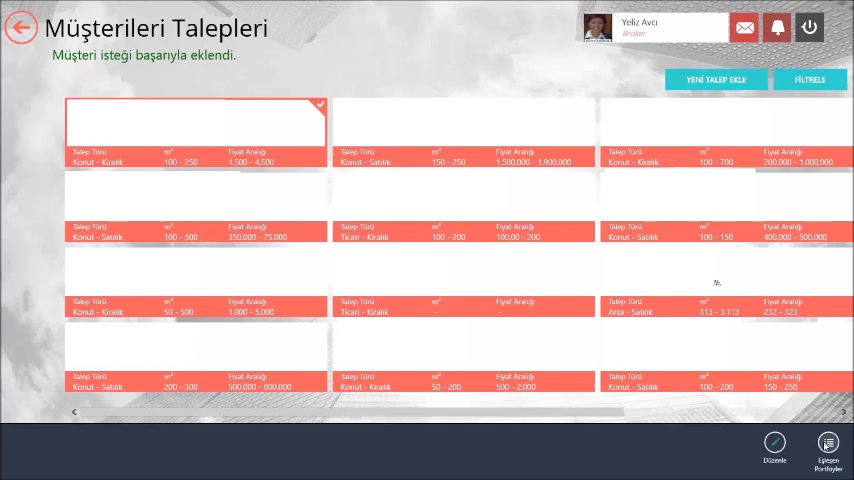 Müşterileri Talepleri
Müşteri isteği başarıyla eklendi.
Yeliz Avcı
Broker
YENİ TALEP EKLE
FİLTRELE
Talep Türü m² Fiyat Aralığı
Konut - Kiralık 100 - 250 1.500 - 4.500
Talep Türü m² Fiyat Aralığı
Konut - Satılık 150 - 250 1.500.000 - 1.900.000
Talep Türü m² Fiyat Aralığı
Konut - Kiralık 100 - 700 200.000 - 1.000.000
Talep Türü m² Fiyat Aralığı
Konut - Satılık 100 - 500 350.000 - 75.000
Talep Türü m² Fiyat Aralığı
Ticari - Kiralık 100 - 200 100,00 - 200
Talep Türü m² Fiyat Aralığı
Konut - Satılık 100 - 150 400.000 - 500.000
Talep Türü m² Fiyat Aralığı
Konut - Kiralık 50 - 500 1.000 - 5.000
Talep Türü m² Fiyat Aralığı
Ticari - Kiralık - -
Talep Türü m² Fiyat Aralığı
Arsa - Satılık 313 - 3.113 232 - 323
Talep Türü m² Fiyat Aralığı
Konut - Satılık 200 - 300 500.000 - 800.000
Talep Türü m² Fiyat Aralığı
Konut - Kiralık 50 - 200 500 - 2.000
Talep Türü m² Fiyat Aralığı
Konut - Satılık 100 - 200 150 - 250
Düzenle
Eşleşen
Portföyler